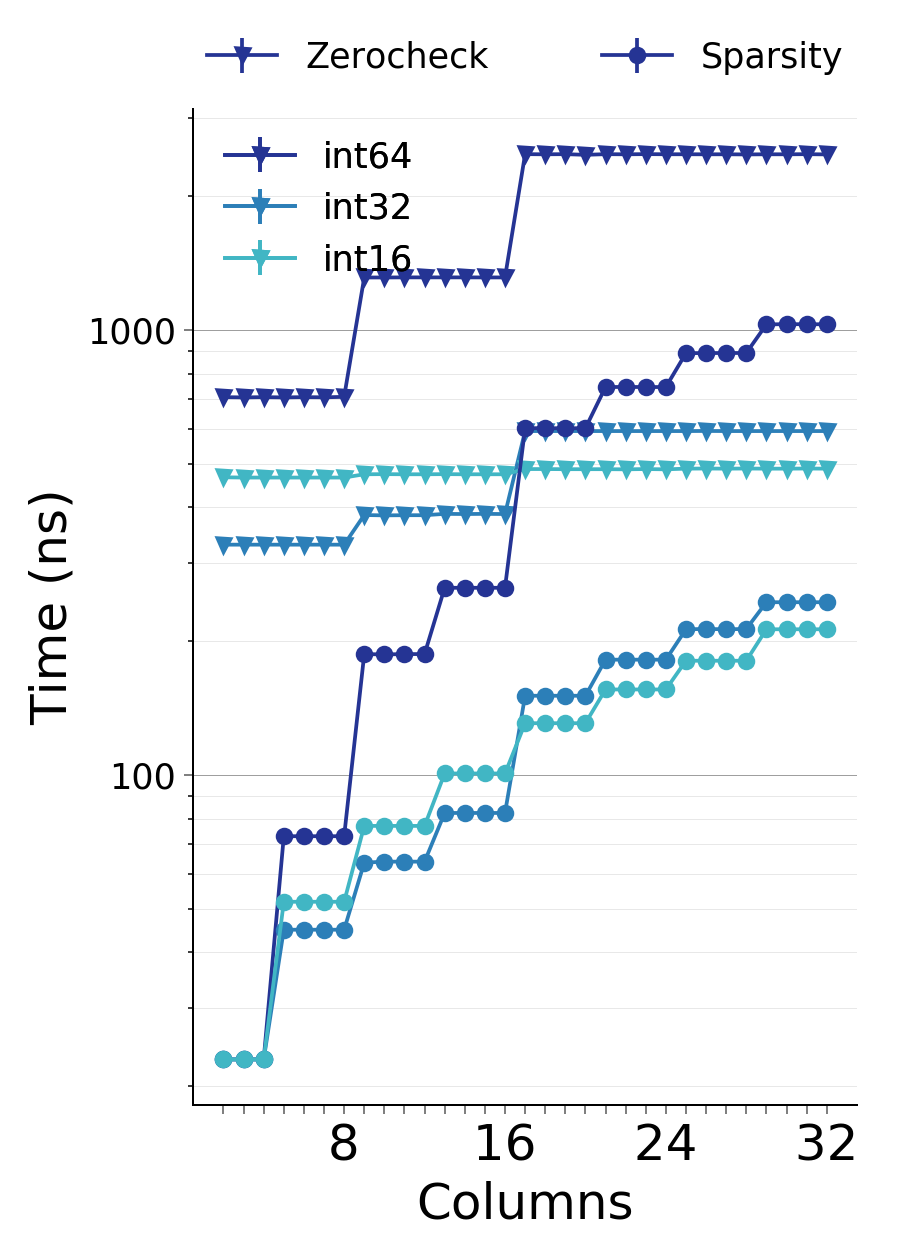 Zerocheck Sparsity
int64
int32
int16
1000
100
Time (ns)
8 16 24 32
Columns